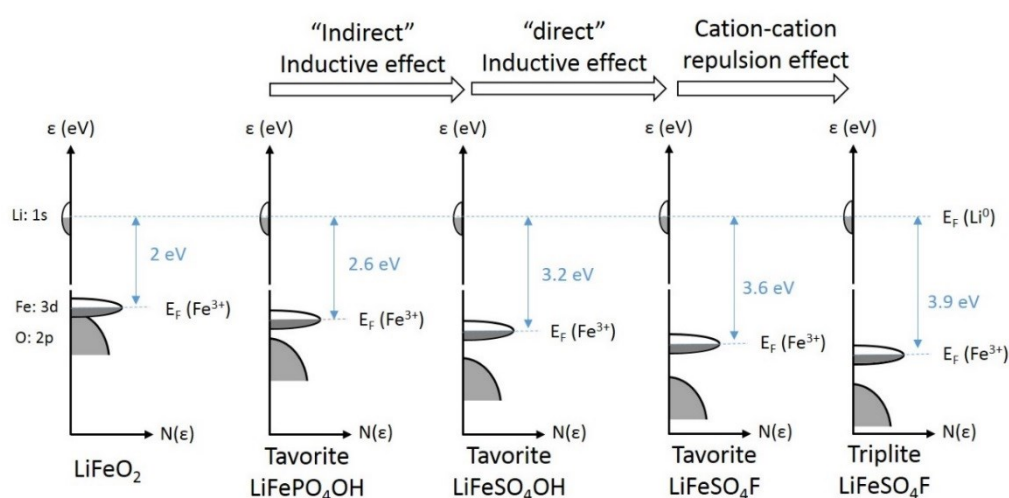 “Indirect”
Inductive effect
“direct”
Inductive effect
Cation-cation
repulsion effect
ε (eV)
ε (eV)
ε (eV)
ε (eV)
ε (eV)
Li: 1s
E_F (Li⁰)
2 eV
2.6 eV
3.2 eV
3.6 eV
3.9 eV
Fe: 3d
E_F (Fe³⁺)
E_F (Fe³⁺)
E_F (Fe³⁺)
E_F (Fe³⁺)
E_F (Fe³⁺)
O: 2p
N(ε)
N(ε)
N(ε)
N(ε)
N(ε)
LiFeO₂
Tavorite
LiFePO₄OH
Tavorite
LiFeSO₄OH
Tavorite
LiFeSO₄F
Triplite
LiFeSO₄F